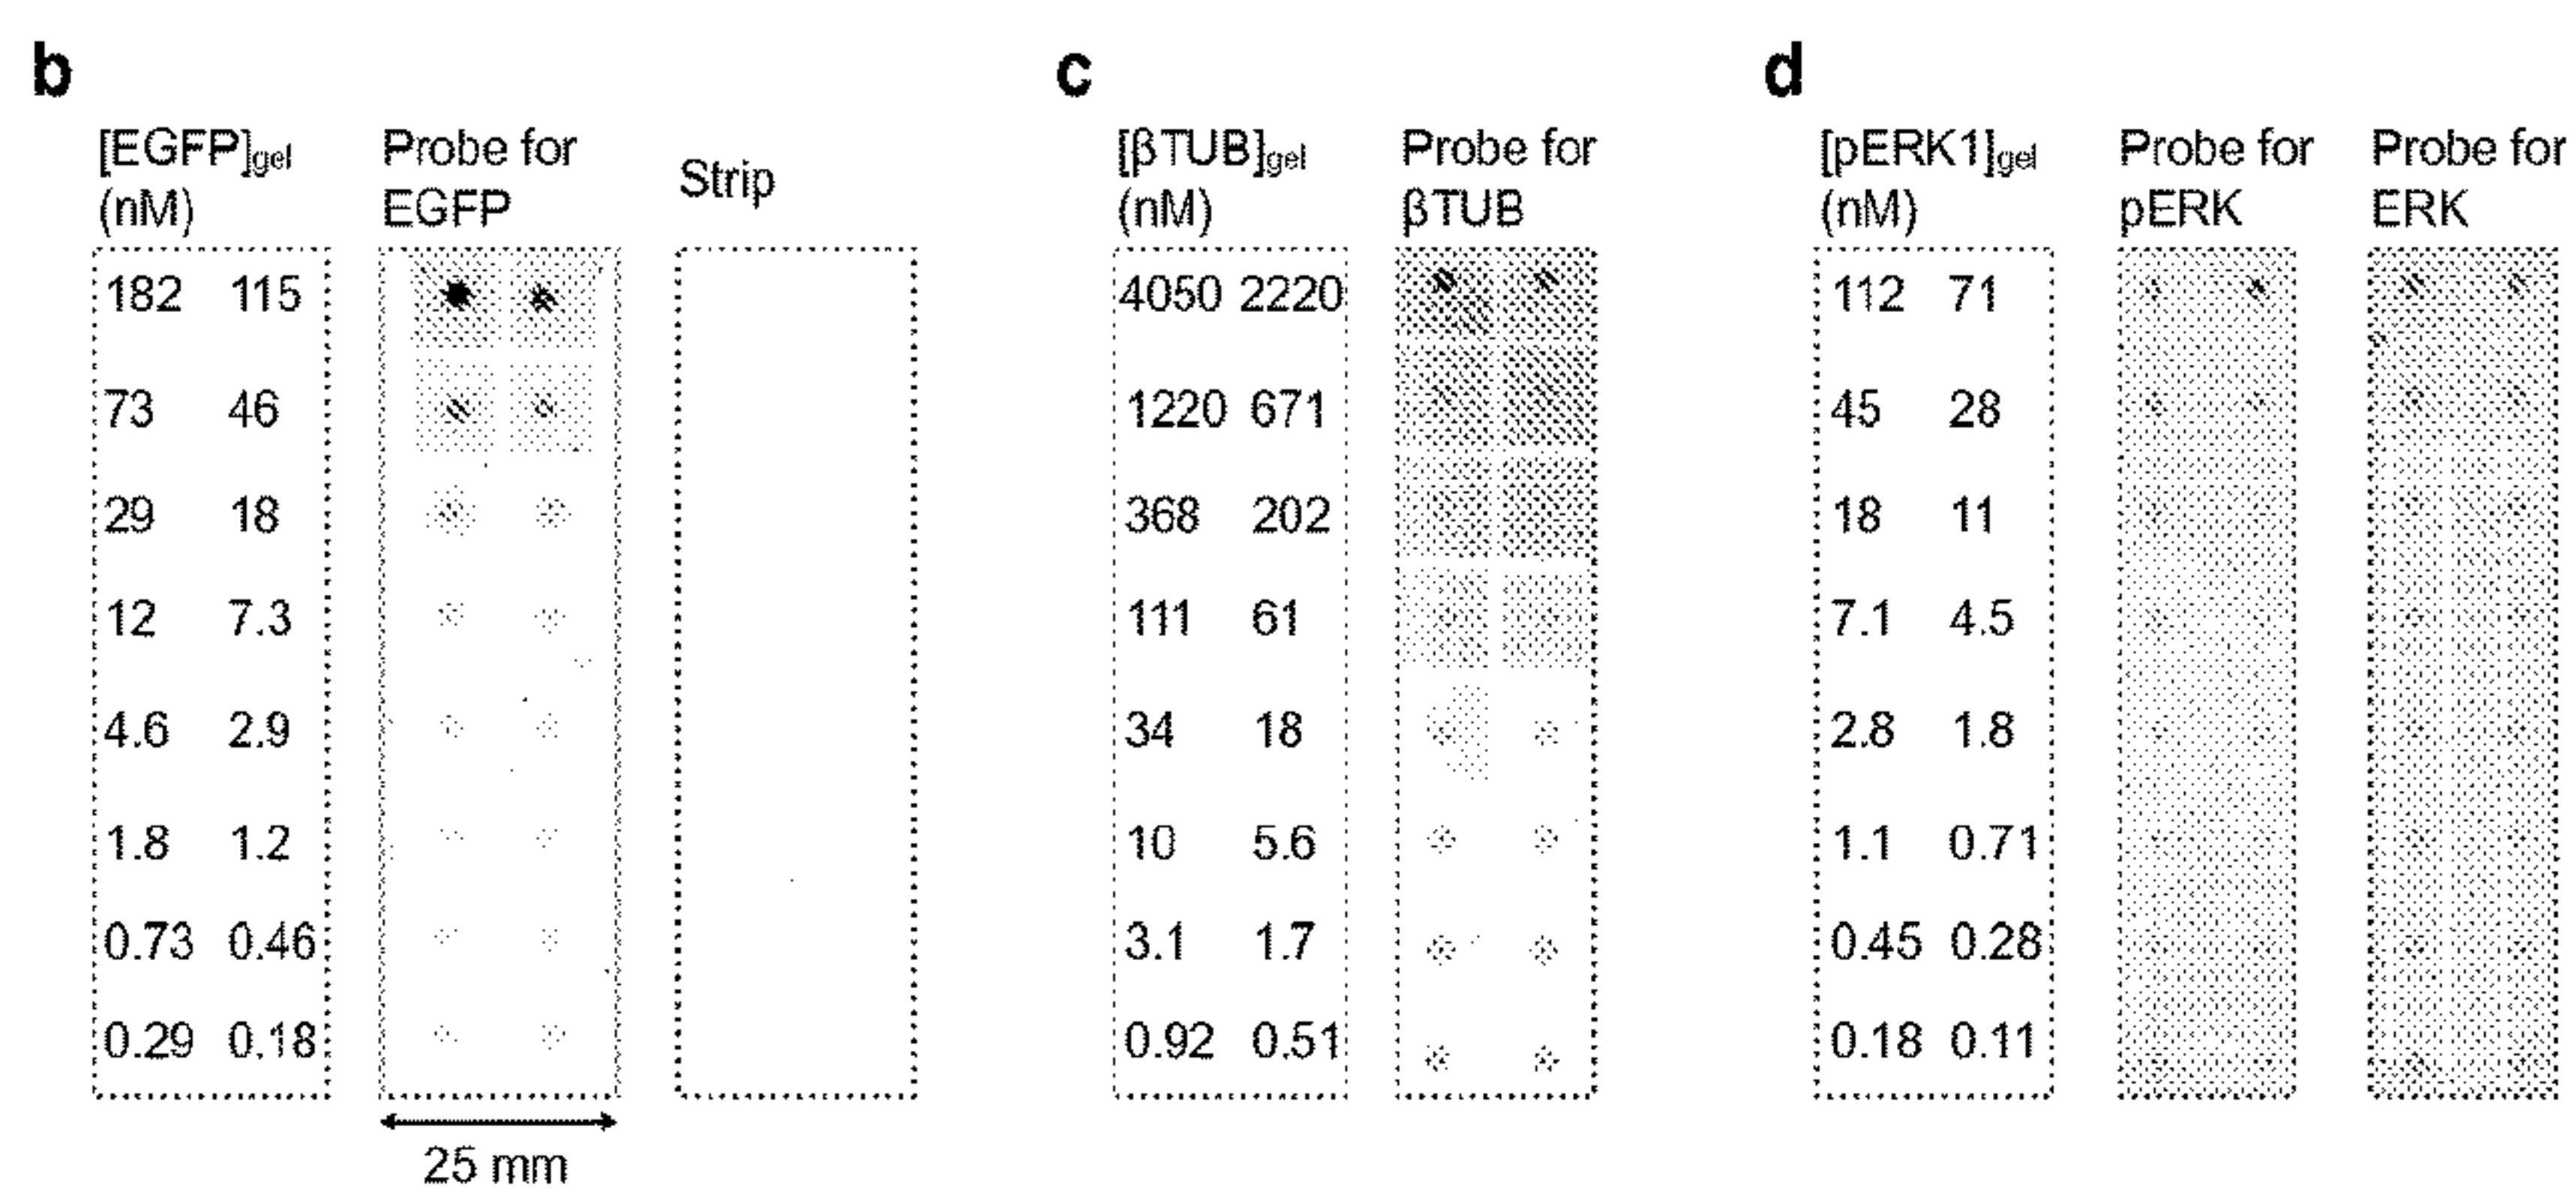 b
[EGFP]gel
(nM)
Probe for
EGFP
Strip
182 115
73 46
29 18
12 7.3
4.6 2.9
1.8 1.2
0.73 0.46
0.29 0.18
25 mm
c
[βTUB]gel
(nM)
Probe for
βTUB
4050 2220
1220 671
368 202
111 61
34 18
10 5.6
3.1 1.7
0.92 0.51
d
[pERK1]gel
(nM)
Probe for
pERK
Probe for
ERK
112 71
45 28
18 11
7.1 4.5
2.8 1.8
1.1 0.71
0.45 0.28
0.18 0.11